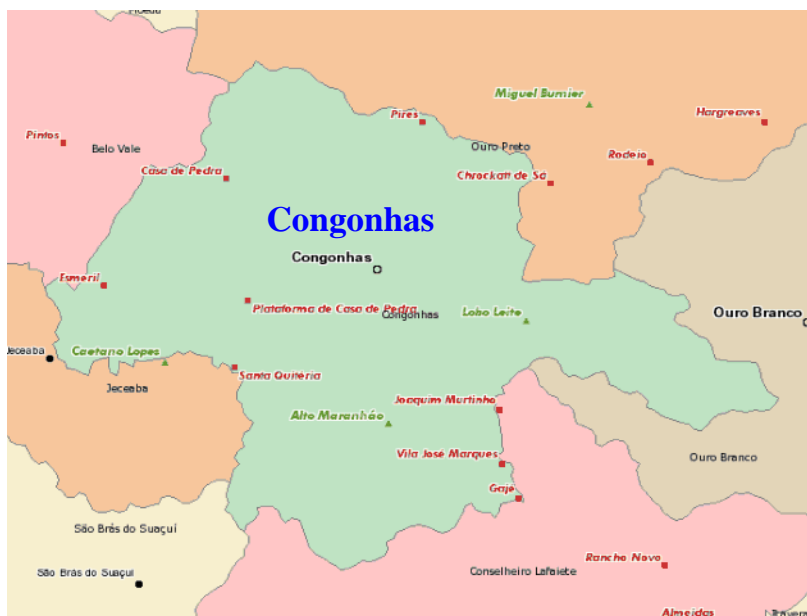 Pires
Miguel Burnier
Hargreaves
Pintos
Belo Vale
Ouro Preto
Rodeio
Casa de Pedra
Chrockatt de Sá
Congonhas
Congonhas
Esmeril
Plataforma de Casa de Pedra
Congonhas
Lobo Leite
Ouro Branco
Jeceaba
Caetano Lopes
Santa Quitéria
Jeceaba
Joaquim Murtinho
Alto Maranhão
Vila José Marques
Ouro Branco
Gajé
São Brás do Suaçuí
Rancho Novo
São Brás do Suaçuí
Conselheiro Lafaiete
Almeidas